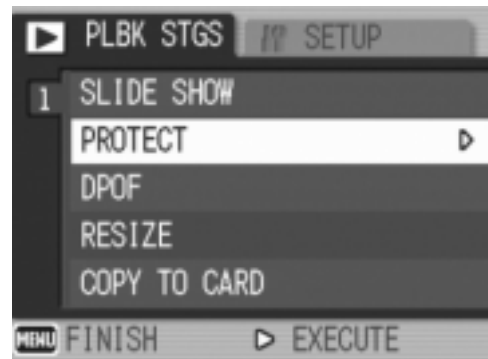 PLBK STGS SETUP
1 SLIDE SHOW
PROTECT
DPOF
RESIZE
COPY TO CARD
MENU FINISH EXECUTE